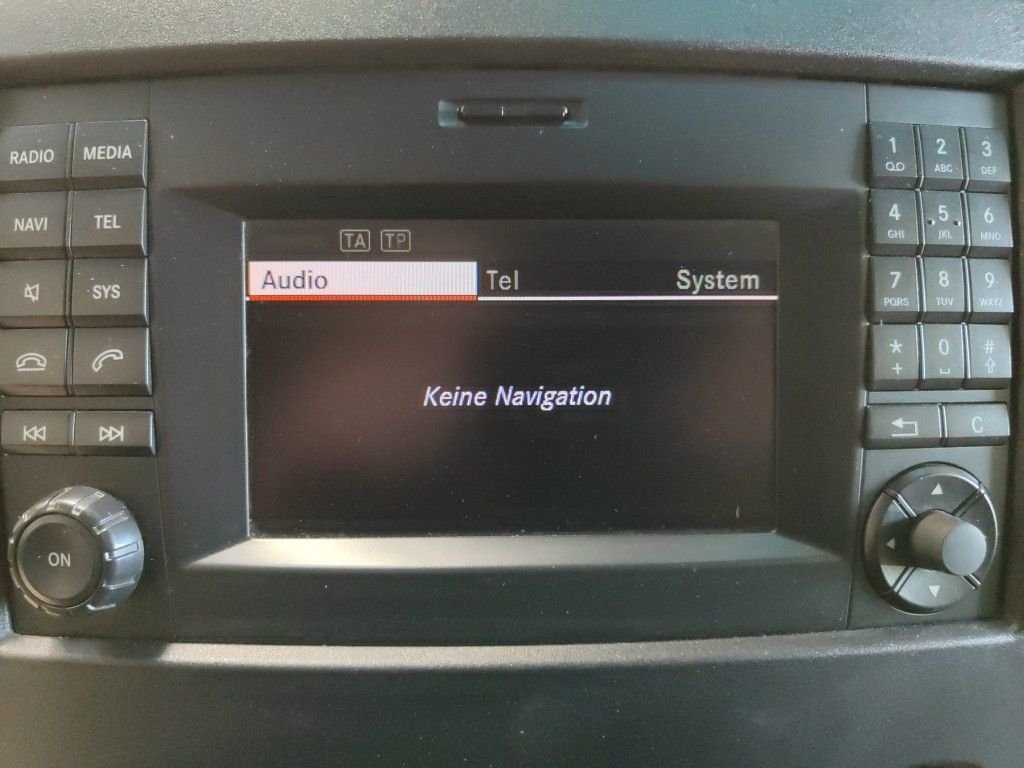 RADIO MEDIA
NAVI TEL
SYS
ON
TA TP
Audio Tel System
Keine Navigation
1 2 3
ABC DEF
4 5 6
GHI JKL MNO
7 8 9
PQRS TUV WXYZ
* 0 #
+
C